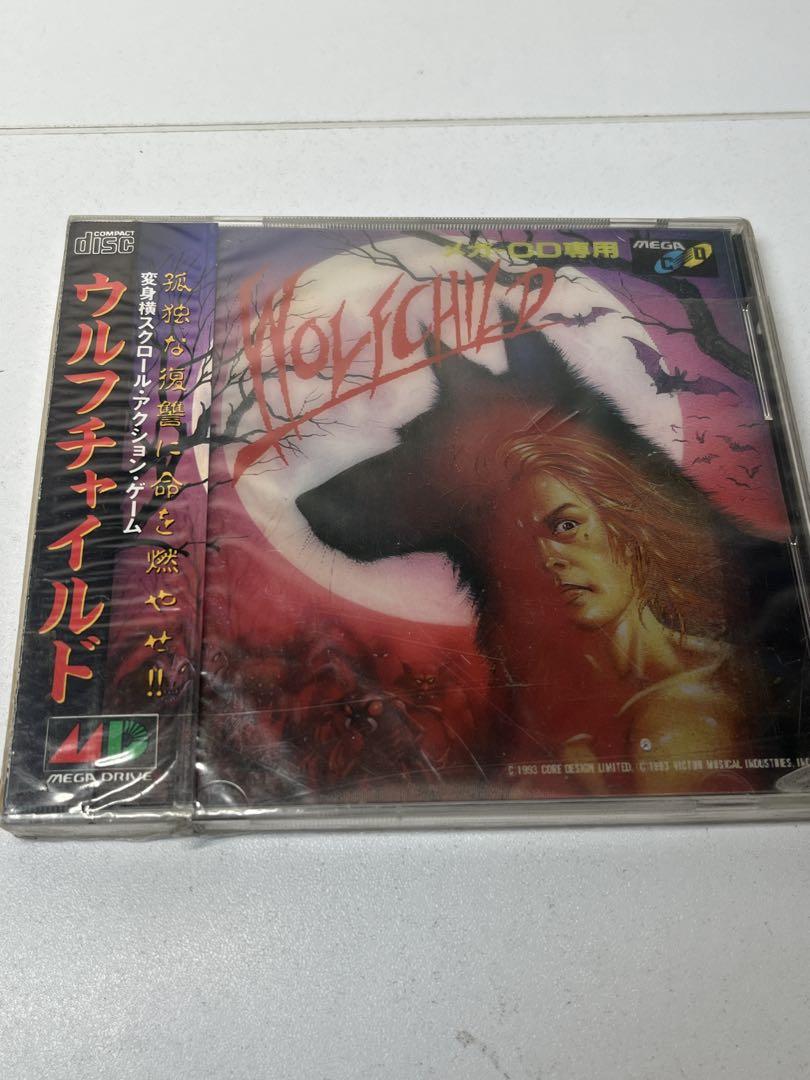 COMPACT
disc
孤独な復讐に命を燃やせ!!
変身横スクロール・アクション・ゲーム
ウルフチャイルド
MD
MEGA DRIVE
メガ-CD専用
MEGA
CD
WOLFCHILD
© 1993 CORE DESIGN LIMITED. © 1993 VICTOR MUSICAL INDUSTRIES, INC